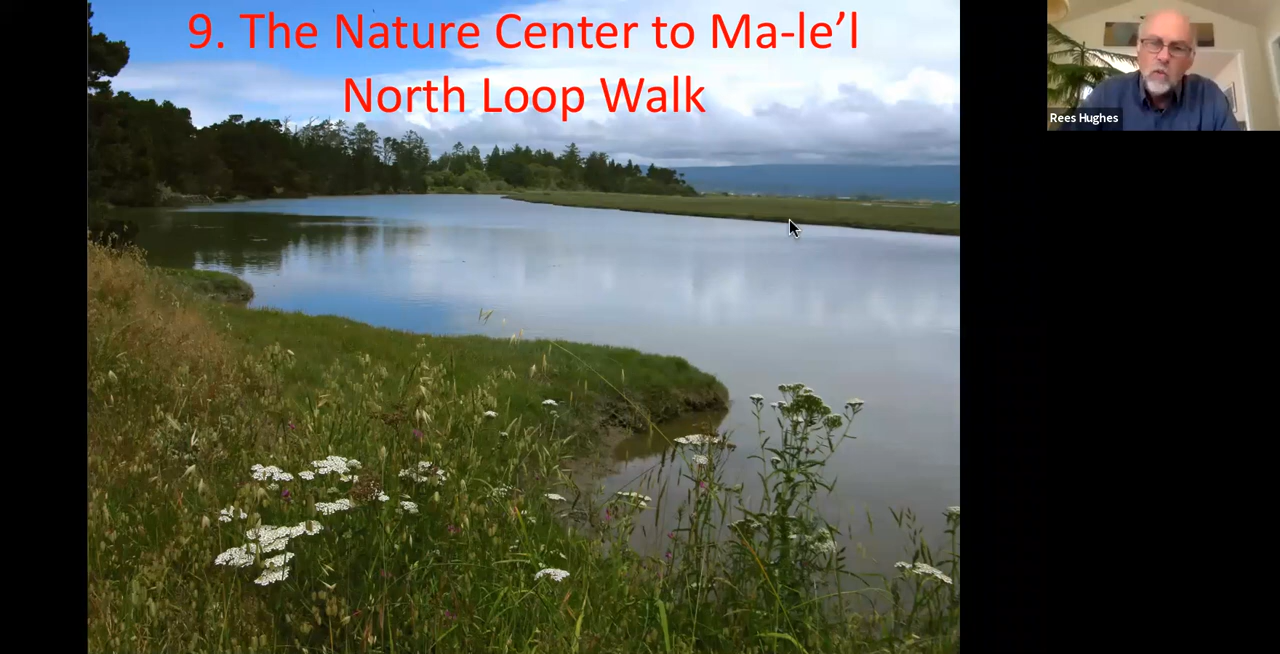 9. The Nature Center to Ma-le’l
North Loop Walk
Rees Hughes